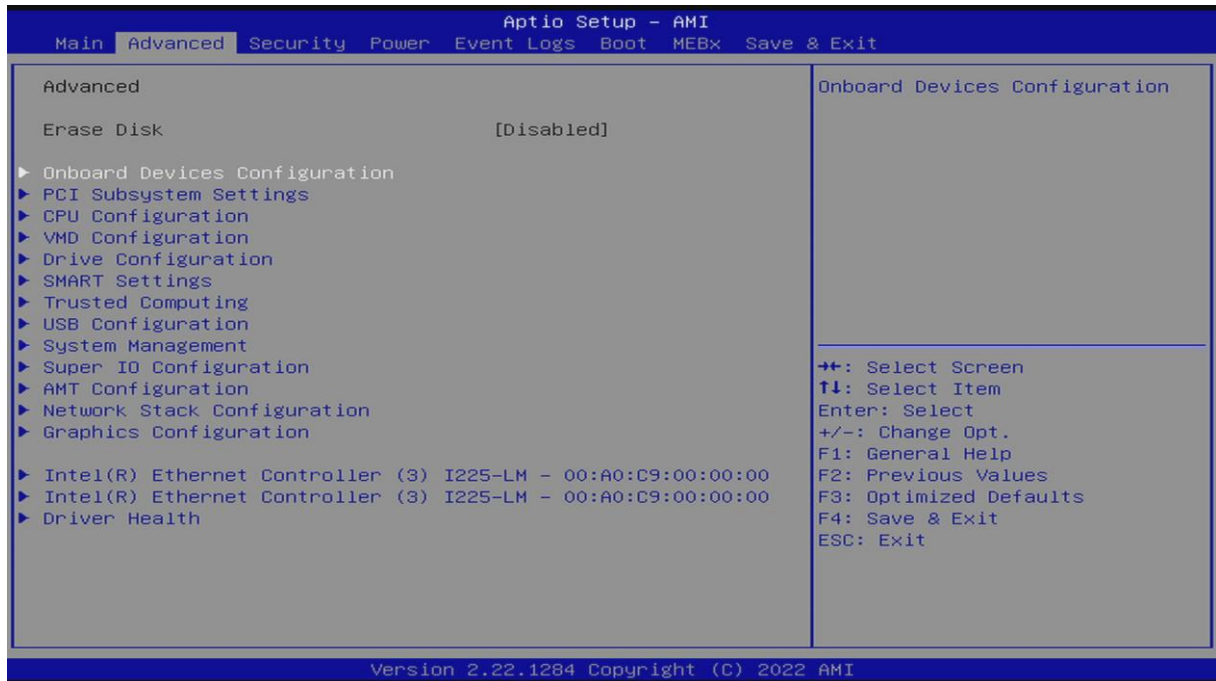 Aptio Setup - AMI
Main Advanced Security Power Event Logs Boot MEBx Save & Exit
Advanced
Erase Disk [Disabled]
▶ Onboard Devices Configuration
▶ PCI Subsystem Settings
▶ CPU Configuration
▶ VMD Configuration
▶ Drive Configuration
▶ SMART Settings
▶ Trusted Computing
▶ USB Configuration
▶ System Management
▶ Super IO Configuration
▶ AMT Configuration
▶ Network Stack Configuration
▶ Graphics Configuration
▶ Intel(R) Ethernet Controller (3) I225-LM - 00:A0:C9:00:00:00
▶ Intel(R) Ethernet Controller (3) I225-LM - 00:A0:C9:00:00:00
▶ Driver Health
Onboard Devices Configuration
→←: Select Screen
↑↓: Select Item
Enter: Select
+/-: Change Opt.
F1: General Help
F2: Previous Values
F3: Optimized Defaults
F4: Save & Exit
ESC: Exit
Version 2.22.1284 Copyright (C) 2022 AMI